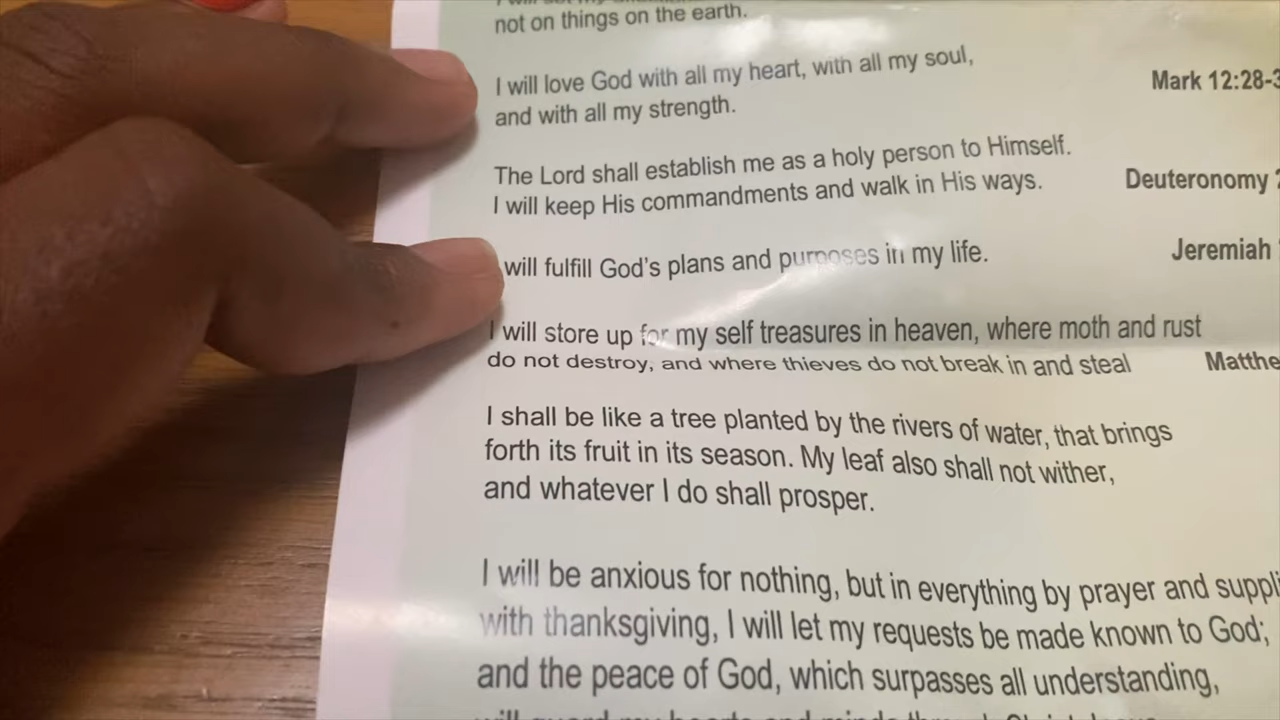 not on things on the earth.
I will love God with all my heart, with all my soul,
and with all my strength.
Mark 12:28-3
The Lord shall establish me as a holy person to Himself.
I will keep His commandments and walk in His ways.
Deuteronomy
will fulfill God's plans and purposes in my life.
Jeremiah
I will store up for my self treasures in heaven, where moth and rust
do not destroy, and where thieves do not break in and steal
Matthe
I shall be like a tree planted by the rivers of water, that brings
forth its fruit in its season. My leaf also shall not wither,
and whatever I do shall prosper.
I will be anxious for nothing, but in everything by prayer and suppli
with thanksgiving, I will let my requests be made known to God;
and the peace of God, which surpasses all understanding,